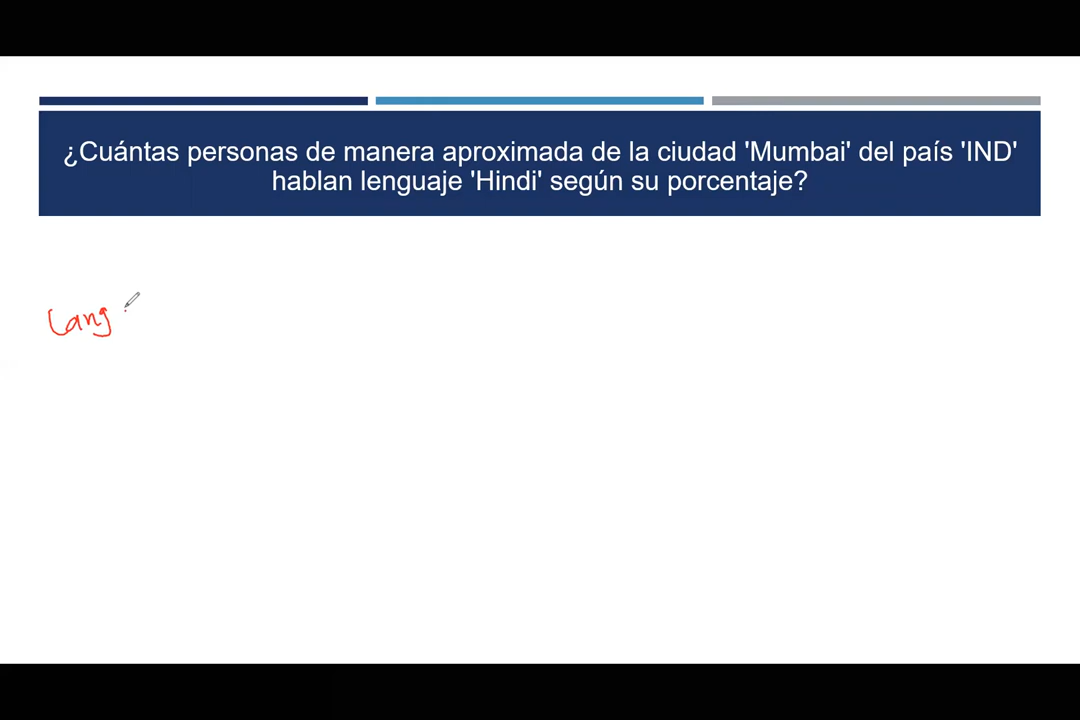 ¿Cuántas personas de manera aproximada de la ciudad 'Mumbai' del país 'IND'
hablan lenguaje 'Hindi' según su porcentaje?
Lang